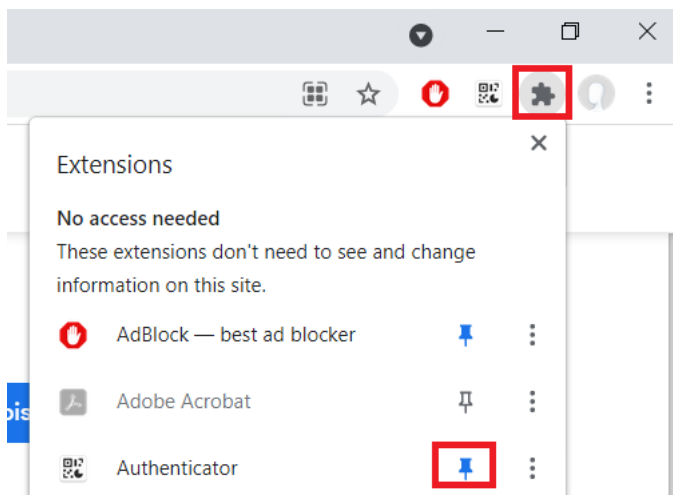 Extensions
No access needed
These extensions don't need to see and change
information on this site.
AdBlock — best ad blocker
Adobe Acrobat
Authenticator